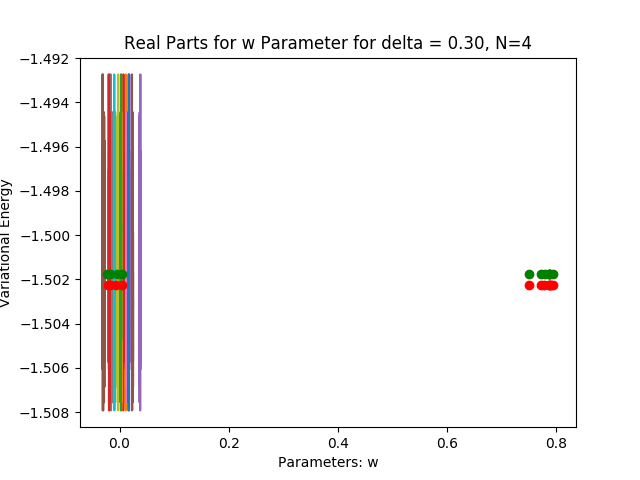 Real Parts for w Parameter for delta = 0.30, N=4
−1.492
−1.494
−1.496
−1.498
−1.500
−1.502
−1.504
−1.506
−1.508
Variational Energy
0.0 0.2 0.4 0.6 0.8
Parameters: w